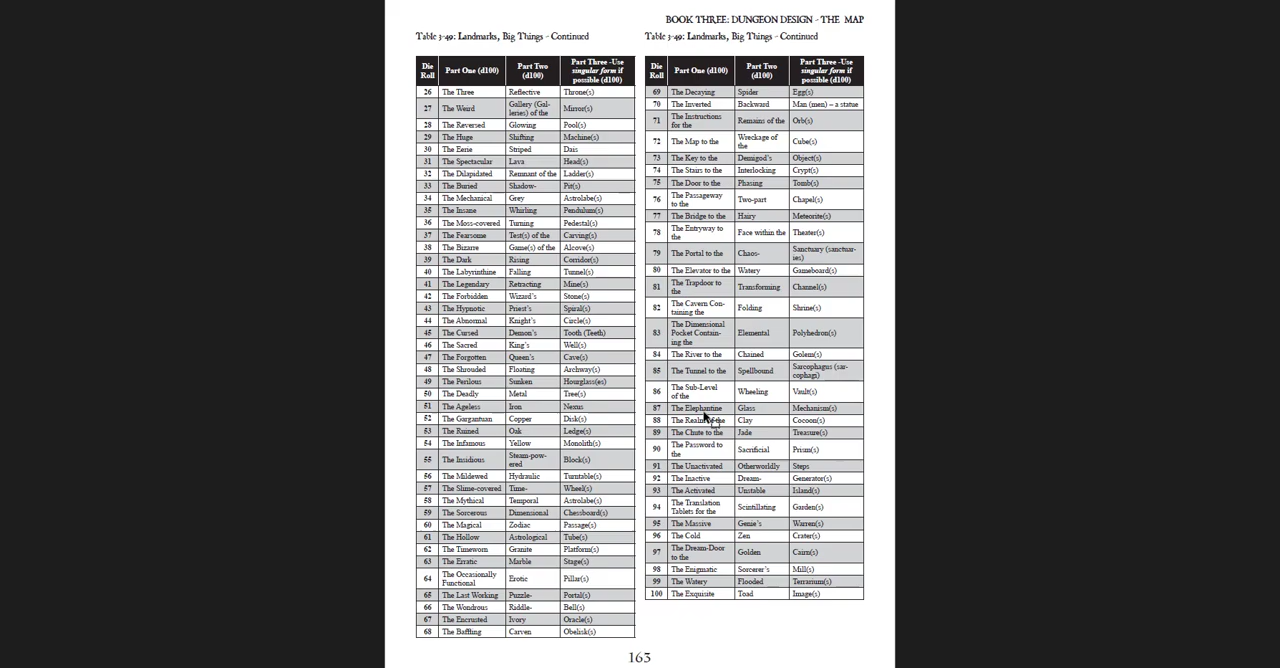 BOOK THREE: DUNGEON DESIGN - THE MAP
Table 3-49: Landmarks, Big Things - Continued
Die Roll Part One (d100) Part Two (d100) Part Three -Use singular form if possible (d100)
26 The Three Reflective Throne(s)
27 The Weird Gallery (Galleries) of the Mirror(s)
28 The Reversed Glowing Pool(s)
29 The Huge Shifting Machine(s)
30 The Eerie Striped Dais
31 The Spectacular Lava Head(s)
32 The Dilapidated Remnant of the Ladder(s)
33 The Buried Shadow- Pit(s)
34 The Mechanical Grey Astrolabe(s)
35 The Insane Whirling Pendulum(s)
36 The Moss-covered Turning Pedestal(s)
37 The Fearsome Test(s) of the Carving(s)
38 The Bizarre Game(s) of the Alcove(s)
39 The Dark Rising Corridor(s)
40 The Labyrinthine Falling Tunnel(s)
41 The Legendary Retracting Mine(s)
42 The Forbidden Wizard's Stone(s)
43 The Hypnotic Priest's Spiral(s)
44 The Abnormal Knight's Circle(s)
45 The Cursed Demon's Tooth (Teeth)
46 The Sacred King's Well(s)
47 The Forgotten Queen's Cave(s)
48 The Shrouded Floating Archway(s)
49 The Perilous Sunken Hourglass(es)
50 The Deadly Metal Tree(s)
51 The Ageless Iron Nexus
52 The Gargantuan Copper Disk(s)
53 The Ruined Oak Ledge(s)
54 The Infamous Yellow Monolith(s)
55 The Insidious Steam-powered Block(s)
56 The Mildewed Hydraulic Turntable(s)
57 The Slime-covered Time- Wheel(s)
58 The Mythical Temporal Astrolabe(s)
59 The Sorcerous Dimensional Chessboard(s)
60 The Magical Zodiac Passage(s)
61 The Hollow Astrological Tube(s)
62 The Timeworn Granite Platform(s)
63 The Erratic Marble Stage(s)
64 The Occasionally Functional Erotic Pillar(s)
65 The Last Working Puzzle- Portal(s)
66 The Wondrous Riddle- Bell(s)
67 The Encrusted Ivory Oracle(s)
68 The Baffling Carven Obelisk(s)
Table 3-49: Landmarks, Big Things - Continued
Die Roll Part One (d100) Part Two (d100) Part Three -Use singular form if possible (d100)
69 The Decaying Spider Egg(s)
70 The Inverted Backward Man (men) – a statue
71 The Instructions for the Remains of the Orb(s)
72 The Map to the Wreckage of the Cube(s)
73 The Key to the Demigod's Object(s)
74 The Stairs to the Interlocking Crypt(s)
75 The Door to the Phasing Tomb(s)
76 The Passageway to the Two-part Chapel(s)
77 The Bridge to the Hairy Meteorite(s)
78 The Entryway to the Face within the Theater(s)
79 The Portal to the Chaos- Sanctuary (sanctuaries)
80 The Elevator to the Watery Gameboard(s)
81 The Trapdoor to the Transforming Channel(s)
82 The Cavern Containing the Folding Shrine(s)
83 The Dimensional Pocket Containing the Elemental Polyhedron(s)
84 The River to the Chained Golem(s)
85 The Tunnel to the Spellbound Sarcophagus (sarcophagi)
86 The Sub-Level of the Wheeling Vault(s)
87 The Elephantine Glass Mechanism(s)
88 The Realm of the Clay Cocoon(s)
89 The Chute to the Jade Treasure(s)
90 The Password to the Sacrificial Prism(s)
91 The Unactivated Otherworldly Steps
92 The Inactive Dream- Generator(s)
93 The Activated Unstable Island(s)
94 The Translation Tablets for the Scintillating Garden(s)
95 The Massive Genie's Warren(s)
96 The Cold Zen Crater(s)
97 The Dream-Door to the Golden Cairn(s)
98 The Enigmatic Sorcerer's Mill(s)
99 The Watery Flooded Terrarium(s)
100 The Exquisite Toad Image(s)
163